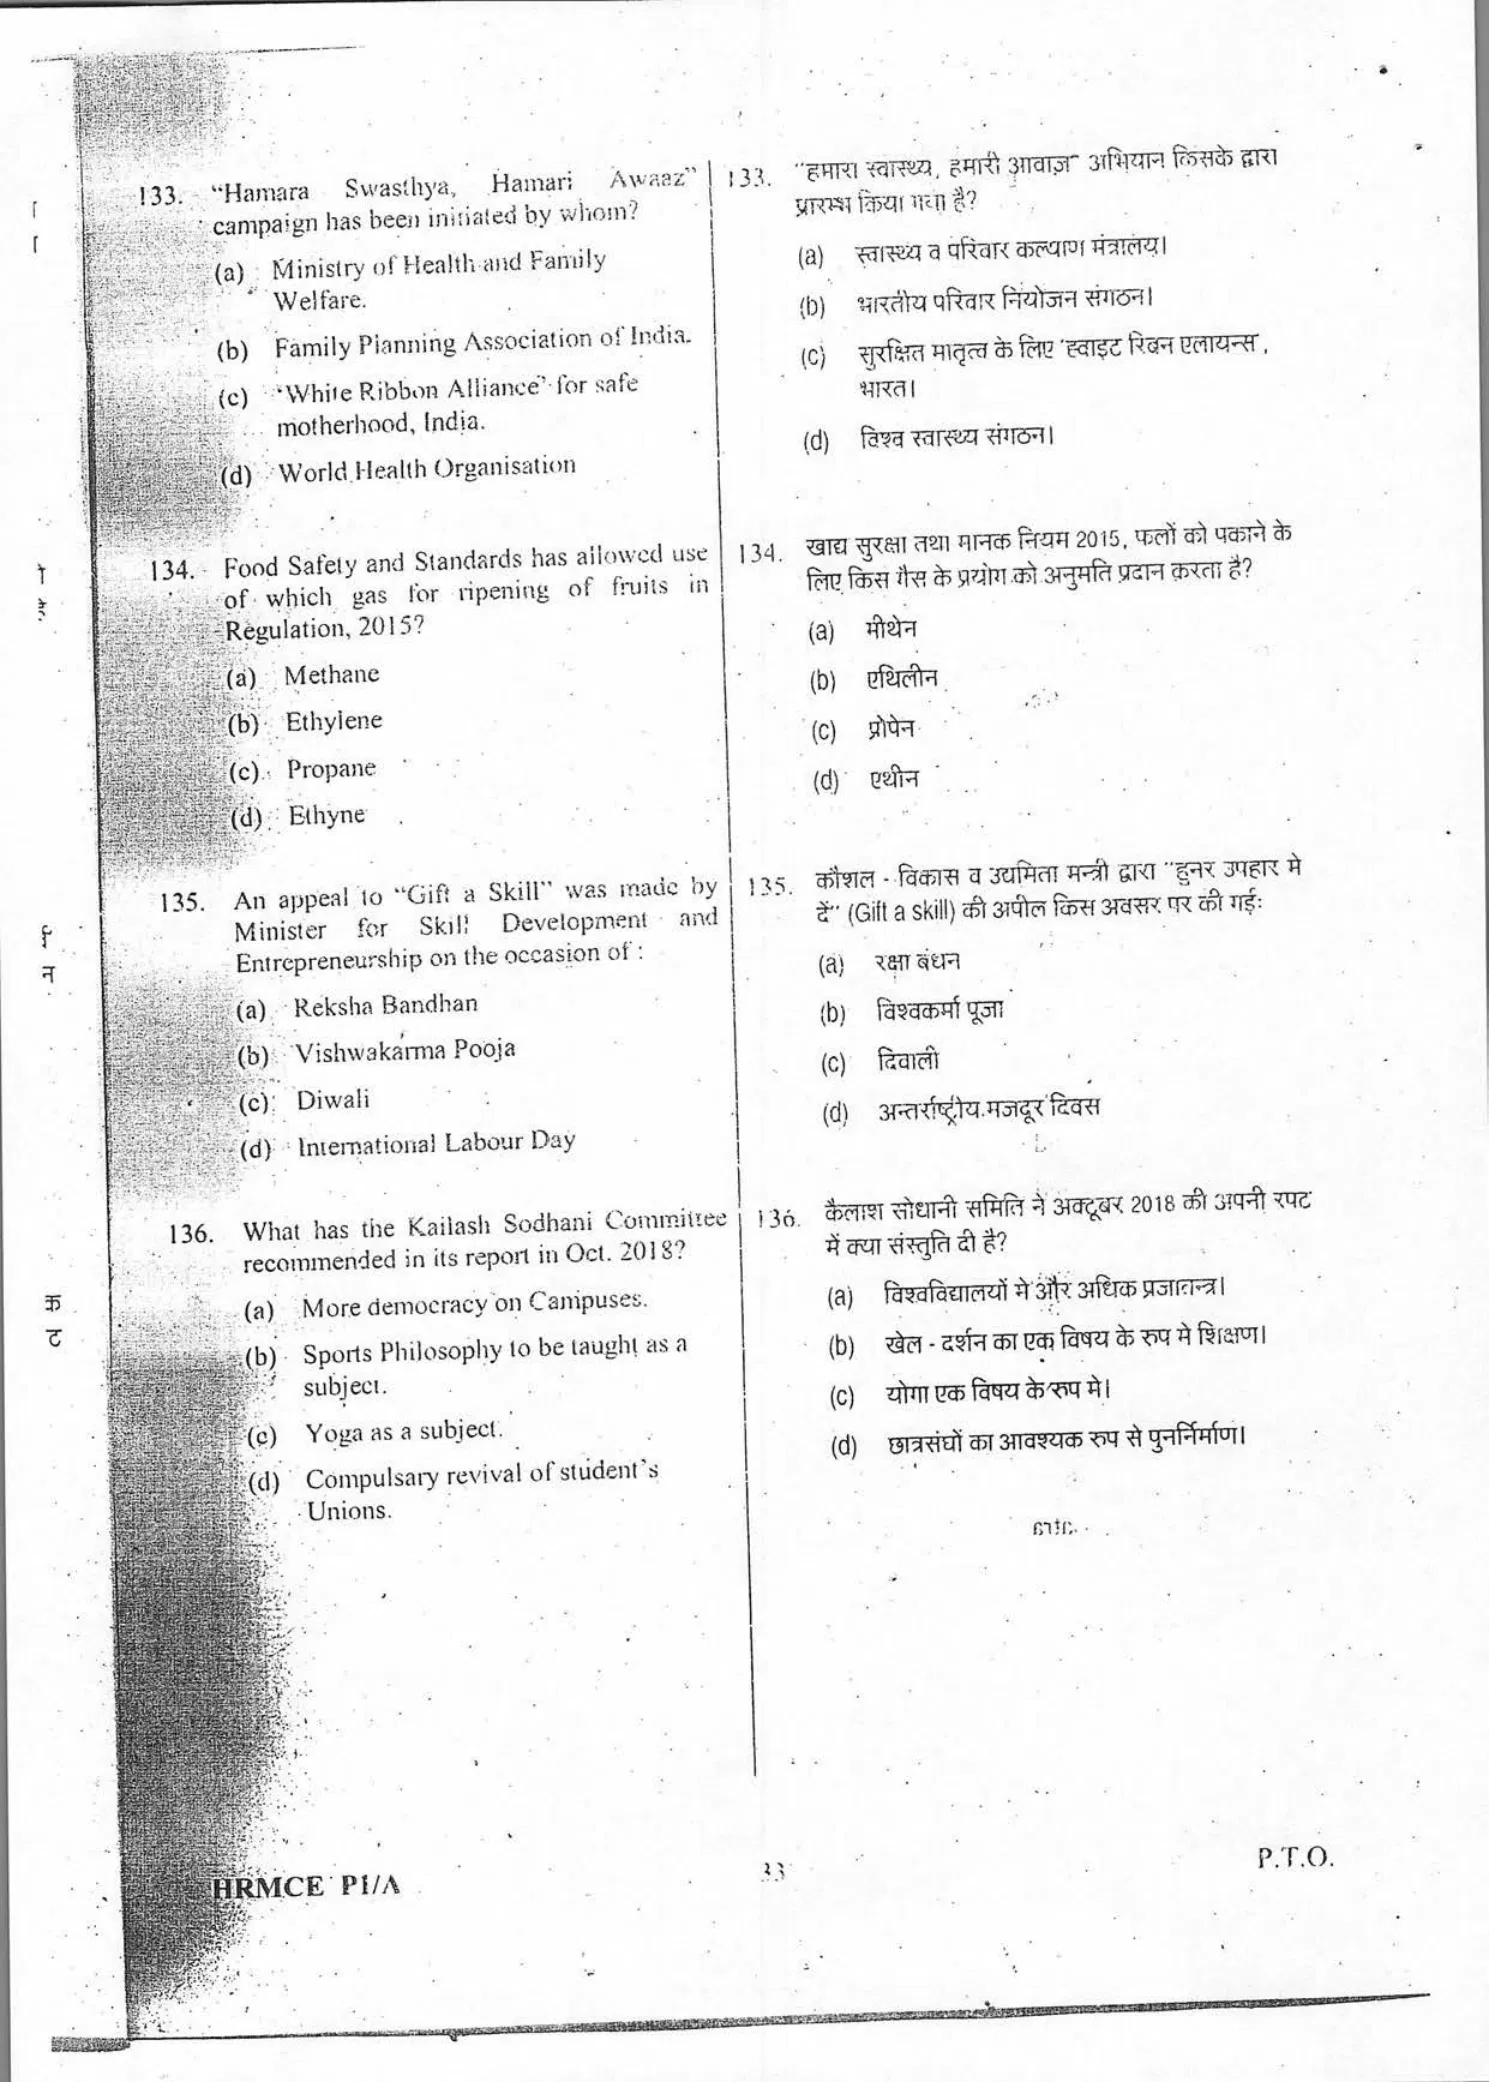 133. “Hamara Swasthya, Hamari Awaaz”
campaign has been initiated by whom?
(a) Ministry of Health and Family
Welfare.
(b) Family Planning Association of India.
(c) ‘White Ribbon Alliance’ for safe
motherhood, India.
(d) World Health Organisation
134. Food Safety and Standards has allowed use
of which gas for ripening of fruits in
Regulation, 2015?
(a) Methane
(b) Ethylene
(c) Propane
(d) Ethyne
135. An appeal to “Gift a Skill” was made by
Minister for Skill Development and
Entrepreneurship on the occasion of :
(a) Reksha Bandhan
(b) Vishwakarma Pooja
(c) Diwali
(d) International Labour Day
136. What has the Kailash Sodhani Committee
recommended in its report in Oct. 2018?
(a) More democracy on Campuses.
(b) Sports Philosophy to be taught as a
subject.
(c) Yoga as a subject.
(d) Compulsary revival of student’s
Unions.
133. “हमारा स्वास्थ्य, हमारी आवाज़” अभियान किसके द्वारा
प्रारम्भ किया गया है?
(a) स्वास्थ्य व परिवार कल्याण मंत्रालय।
(b) भारतीय परिवार नियोजन संगठन।
(c) सुरक्षित मातृत्व के लिए ‘ह्वाइट रिबन एलायन्स’,
भारत।
(d) विश्व स्वास्थ्य संगठन।
134. खाद्य सुरक्षा तथा मानक नियम 2015, फलों को पकाने के
लिए किस गैस के प्रयोग को अनुमति प्रदान करता है?
(a) मीथेन
(b) एथिलीन
(c) प्रोपेन
(d) एथीन
135. कौशल - विकास व उद्यमिता मन्त्री द्वारा “हुनर उपहार मे
दें” (Gift a skill) की अपील किस अवसर पर की गई:
(a) रक्षा बंधन
(b) विश्वकर्मा पूजा
(c) दिवाली
(d) अन्तर्राष्ट्रीय मजदूर दिवस
136. कैलाश सोधानी समिति ने अक्टूबर 2018 की अपनी रपट
में क्या संस्तुति दी है?
(a) विश्वविद्यालयों मे और अधिक प्रजातन्त्र।
(b) खेल - दर्शन का एक विषय के रुप मे शिक्षण।
(c) योगा एक विषय के रुप मे।
(d) छात्रसंघों का आवश्यक रुप से पुनर्निर्माण।
HRMCE P1/A
33
P.T.O.